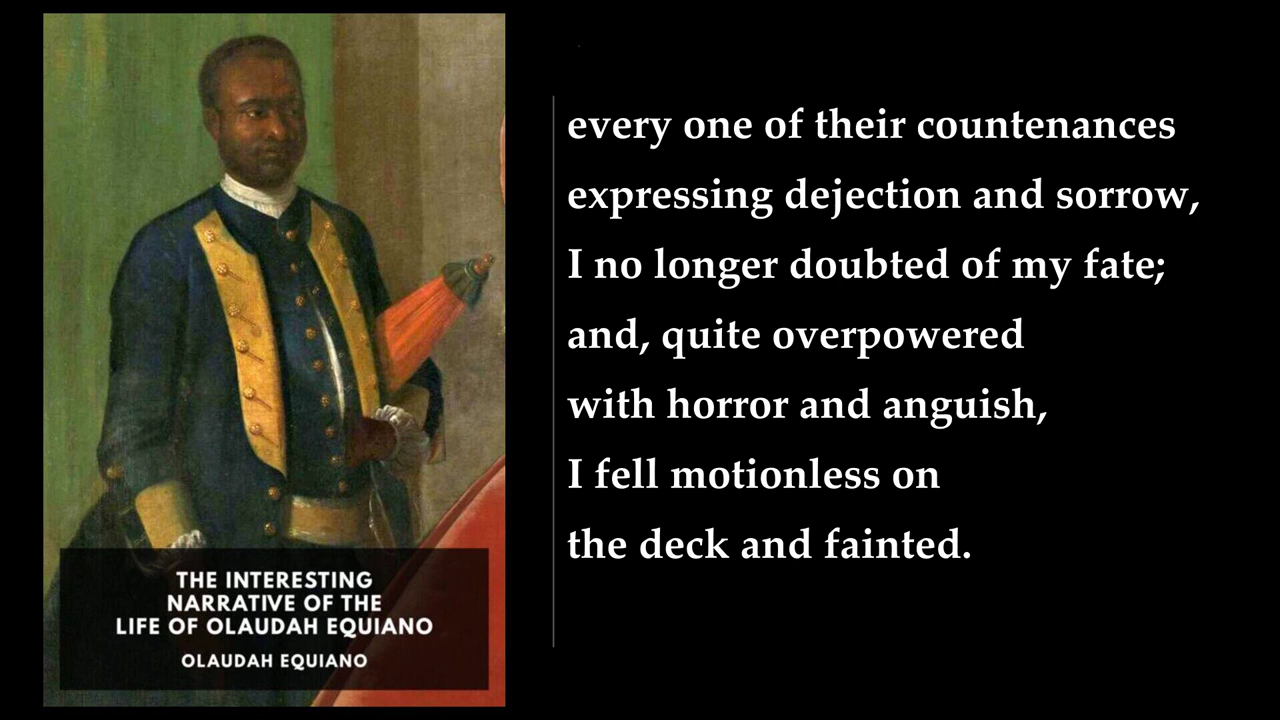 every one of their countenances
expressing dejection and sorrow,
I no longer doubted of my fate;
and, quite overpowered
with horror and anguish,
I fell motionless on
the deck and fainted.
THE INTERESTING
NARRATIVE OF THE
LIFE OF OLAUDAH EQUIANO
OLAUDAH EQUIANO